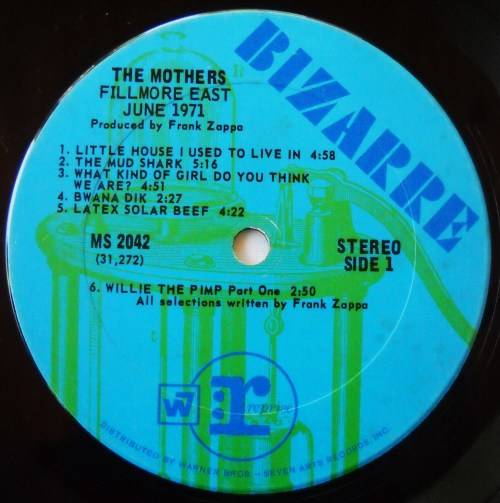 BIZARRE
THE MOTHERS
FILLMORE EAST
JUNE 1971
Produced by Frank Zappa
1. LITTLE HOUSE I USED TO LIVE IN 4:58
2. THE MUD SHARK 5:16
3. WHAT KIND OF GIRL DO YOU THINK
WE ARE? 4:51
4. BWANA DIK 2:27
5. LATEX SOLAR BEEF 4:22
MS 2042
(31,272)
STEREO
SIDE 1
6. WILLIE THE PIMP Part One 2:50
All selections written by Frank Zappa
W7
r:
reprise
DISTRIBUTED BY WARNER BROS. - SEVEN ARTS RECORDS, INC.